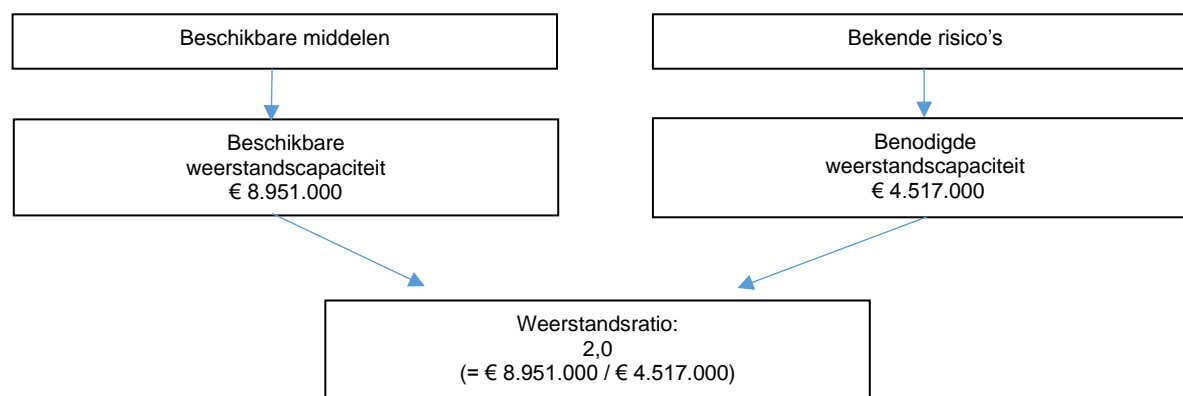 Beschikbare middelen
Bekende risico's
Beschikbare
weerstandscapaciteit
€ 8.951.000
Benodigde
weerstandscapaciteit
€ 4.517.000
Weerstandsratio:
2,0
(= € 8.951.000 / € 4.517.000)